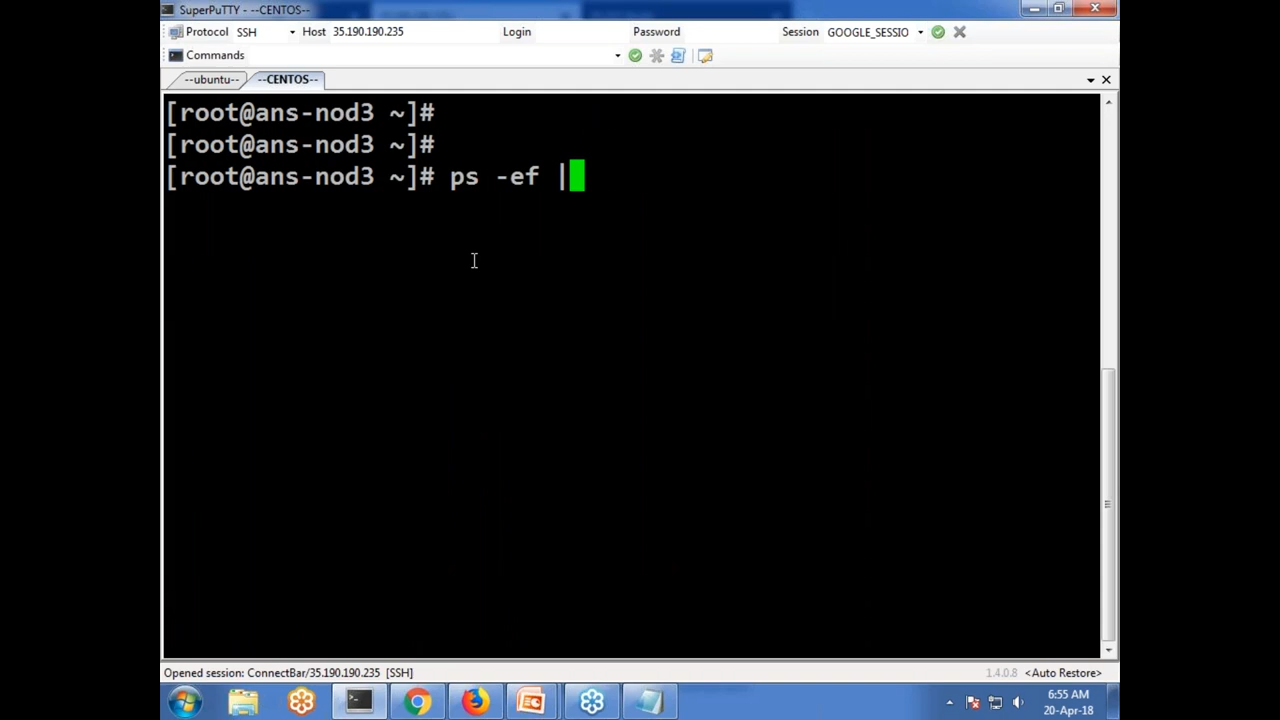 SuperPuTTY - --CENTOS--
Protocol SSH Host 35.190.190.235 Login Password Session GOOGLE_SESSIO
Commands
--ubuntu-- --CENTOS--
[root@ans-nod3 ~]#
[root@ans-nod3 ~]#
[root@ans-nod3 ~]# ps -ef |
Opened session: ConnectBar/35.190.190.235 [SSH] 1.4.0.8 <Auto Restore>
6:55 AM
20-Apr-18